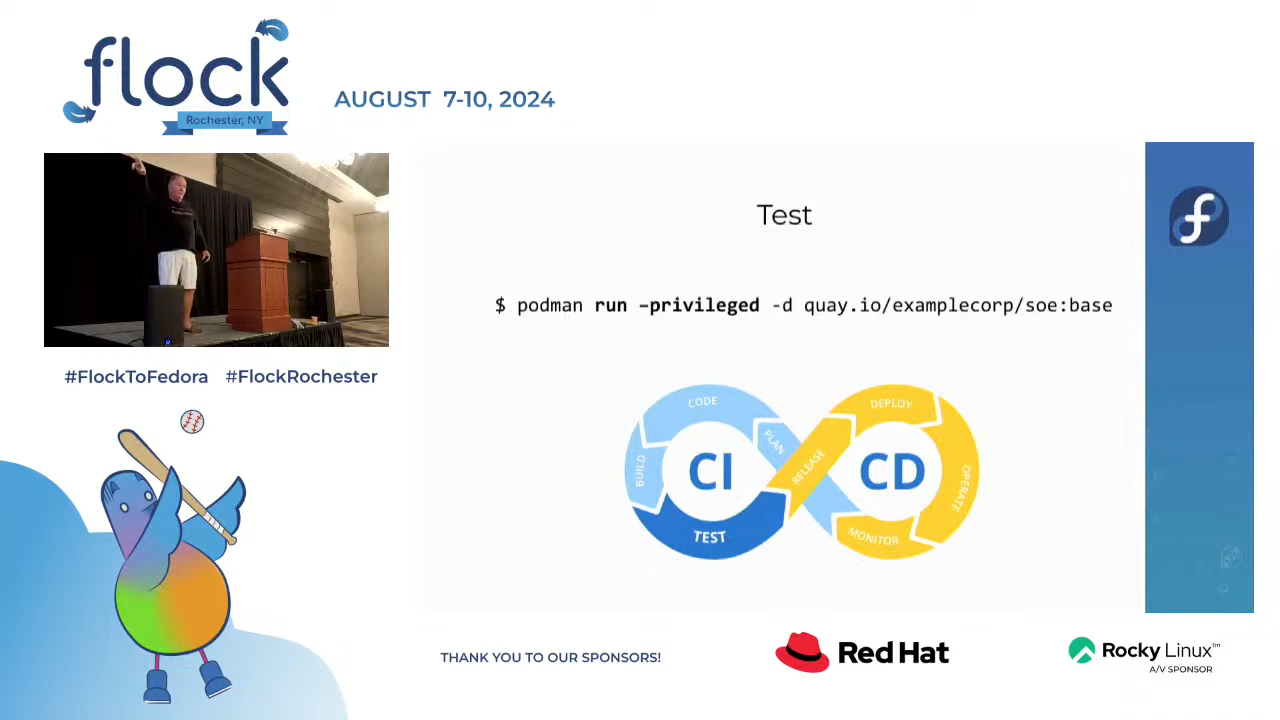 flock
Rochester, NY
AUGUST 7-10, 2024
Test
$ podman run –privileged -d quay.io/examplecorp/soe:base
#FlockToFedora #FlockRochester
CODE
DEPLOY
PLAN
BUILD
CI
RELEASE
CD
OPERATE
TEST
MONITOR
THANK YOU TO OUR SPONSORS!
Red Hat
Rocky Linux™
A/V SPONSOR